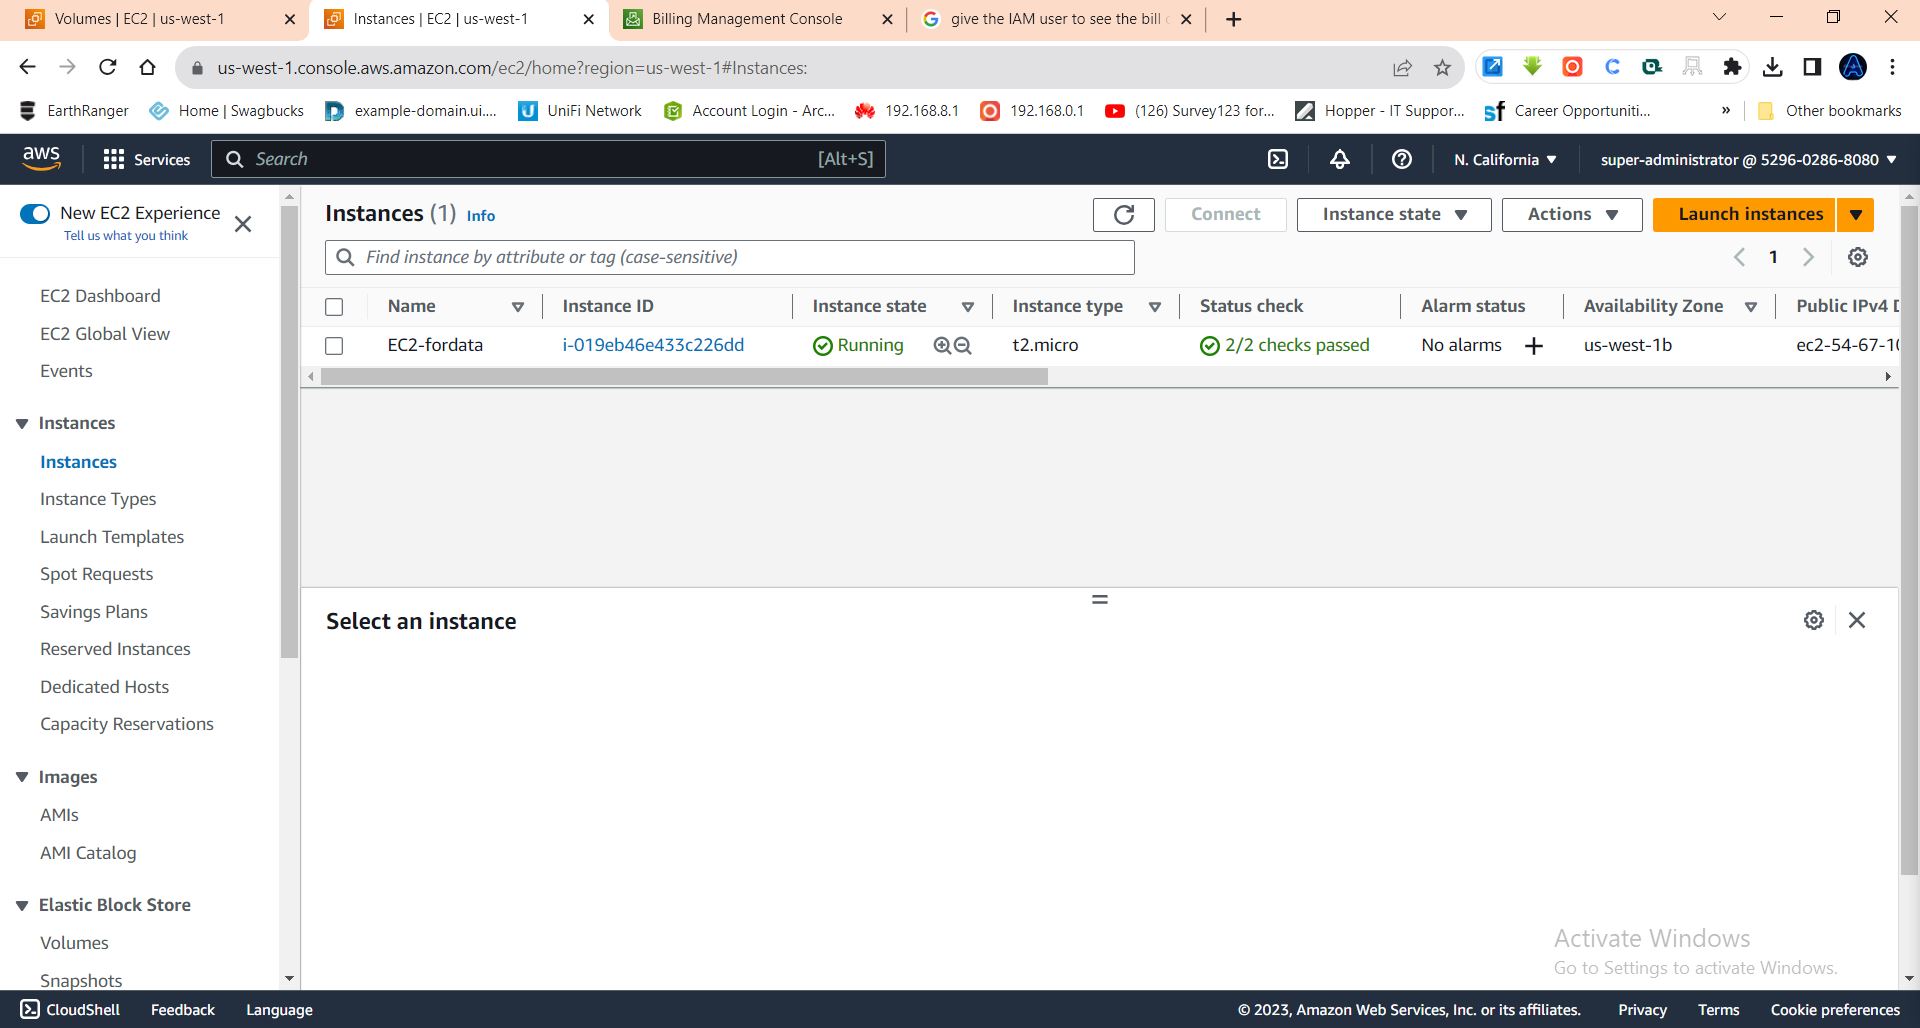 Volumes | EC2 | us-west-1
Instances | EC2 | us-west-1
Billing Management Console
give the IAM user to see the bill
us-west-1.console.aws.amazon.com/ec2/home?region=us-west-1#Instances:
EarthRanger
Home | Swagbucks
example-domain.ui....
UniFi Network
Account Login - Arc...
192.168.8.1
192.168.0.1
(126) Survey123 for...
Hopper - IT Suppor...
Career Opportuniti...
»
Other bookmarks
aws
Services
Search
[Alt+S]
N. California
super-administrator @ 5296-0286-8080
New EC2 Experience
Tell us what you think
EC2 Dashboard
EC2 Global View
Events
Instances
Instances
Instance Types
Launch Templates
Spot Requests
Savings Plans
Reserved Instances
Dedicated Hosts
Capacity Reservations
Images
AMIs
AMI Catalog
Elastic Block Store
Volumes
Snapshots
Instances (1) Info
Connect
Instance state
Actions
Launch instances
Find instance by attribute or tag (case-sensitive)
1
Name Instance ID Instance state Instance type Status check Alarm status Availability Zone Public IPv4 D
EC2-fordata i-019eb46e433c226dd Running t2.micro 2/2 checks passed No alarms + us-west-1b ec2-54-67-10
Select an instance
Activate Windows
Go to Settings to activate Windows.
CloudShell
Feedback
Language
© 2023, Amazon Web Services, Inc. or its affiliates.
Privacy
Terms
Cookie preferences